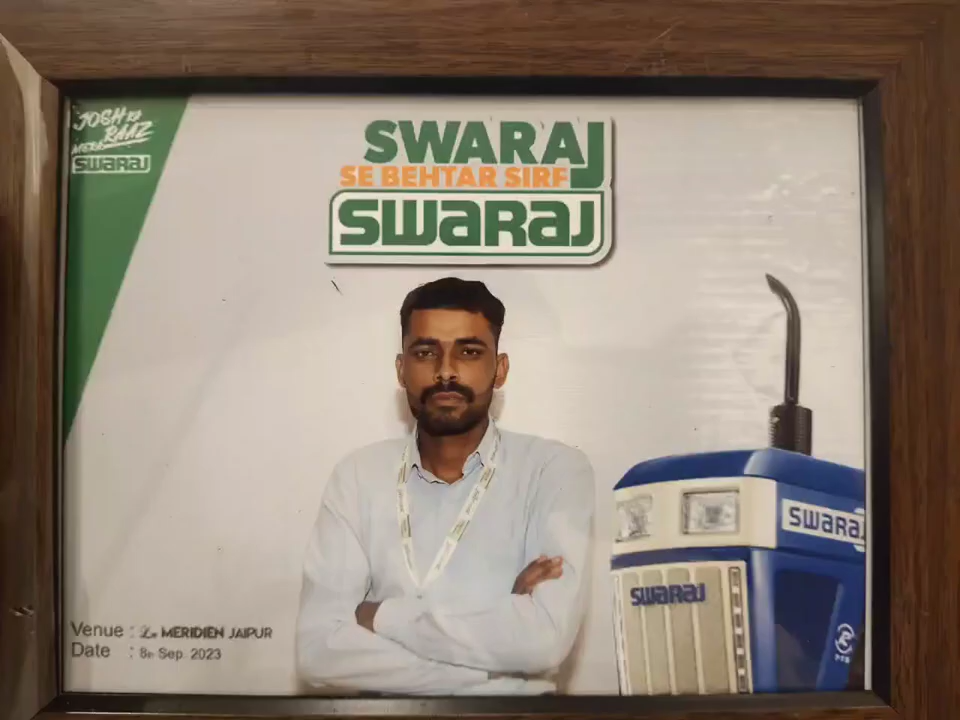 JOSH KA
RAAZ
MERA
SWARAJ
SWARAJ
SE BEHTAR SIRF
SWARAJ
SWARAJ
SWARAJ
Venue : Le MERIDIEN JAIPUR
Date : 8th Sep. 2023